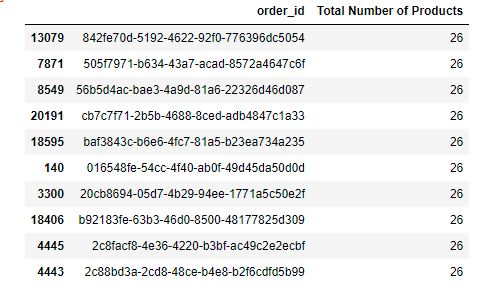 order_id Total Number of Products
13079 842fe70d-5192-4622-92f0-776396dc5054 26
7871 505f7971-b634-43a7-acad-8572a4647c6f 26
8549 56b5d4ac-bae3-4a9d-81a6-22326d46d087 26
20191 cb7c7f71-2b5b-4688-8ced-adb4847c1a33 26
18595 baf3843c-b6e6-4fc7-81a5-b23ea734a235 26
140 016548fe-54cc-4f40-ab0f-49d45da50d0d 26
3300 20cb8694-05d7-4b29-94ee-1771a5c50e2f 26
18406 b92183fe-63b3-46d0-8500-48177825d309 26
4445 2c8facf8-4e36-4220-b3bf-ac49c2e2ecbf 26
4443 2c88bd3a-2cd8-48ce-b4e8-b2f6cdfd5b99 26